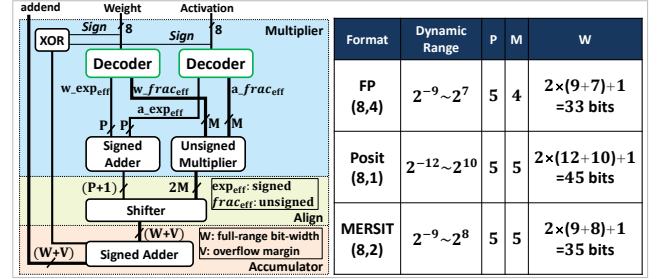 addend
Weight
Activation
Sign
8
8
Multiplier
XOR
Sign
Decoder
Decoder
w_exp_eff
w_frac_eff
a_frac_eff
a_exp_eff
P
P
M
M
Signed
Adder
Unsigned
Multiplier
(P+1)
2M
exp_eff: signed
frac_eff: unsigned
Shifter
Align
(W+V)
(W+V)
Signed Adder
W: full-range bit-width
V: overflow margin
Accumulator
Format Dynamic Range P M W
FP (8,4) 2^{-9}~2^{7} 5 4 2×(9+7)+1 =33 bits
Posit (8,1) 2^{-12}~2^{10} 5 5 2×(12+10)+1 =45 bits
MERSIT (8,2) 2^{-9}~2^{8} 5 5 2×(9+8)+1 =35 bits